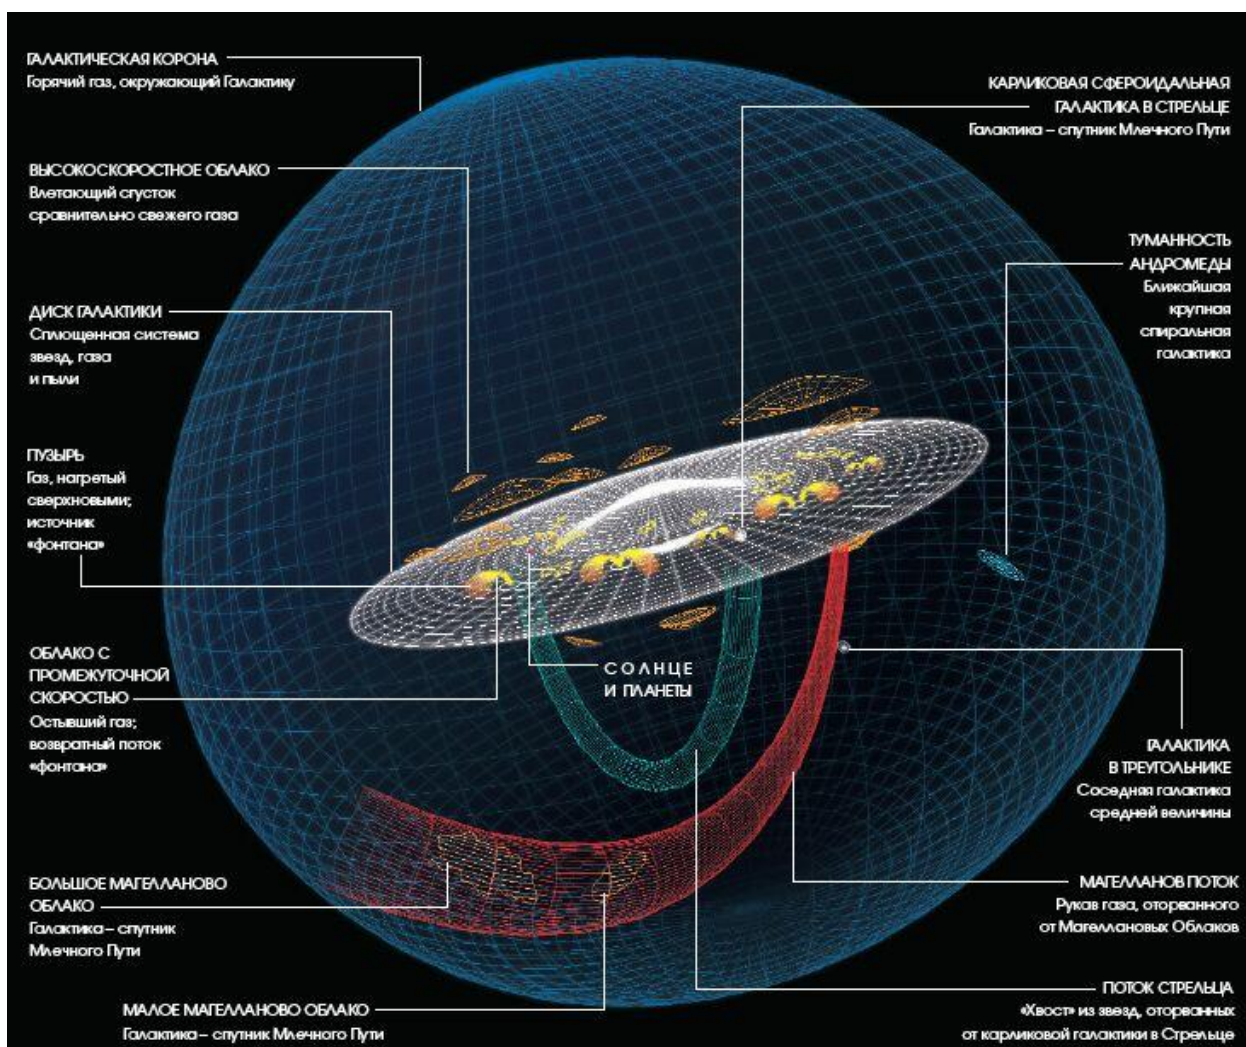 ГАЛАКТИЧЕСКАЯ КОРОНА
Горячий газ, окружающий Галактику
КАРЛИКОВАЯ СФЕРОИДАЛЬНАЯ
ГАЛАКТИКА В СТРЕЛЬЦЕ
Галактика – спутник Млечного Пути
ВЫСОКОСКОРОСТНОЕ ОБЛАКО
Влетающий сгусток
сравнительно свежего газа
ТУМАННОСТЬ
АНДРОМЕДЫ
Ближайшая
крупная
спиральная
галактика
ДИСК ГАЛАКТИКИ
Сплющенная система
звезд, газа
и пыли
ПУЗЫРЬ
Газ, нагретый
сверхновыми;
источник
«фонтана»
ОБЛАКО С
ПРОМЕЖУТОЧНОЙ
СКОРОСТЬЮ
Остывший газ;
возвратный поток
«фонтана»
СОЛНЦЕ
И ПЛАНЕТЫ
ГАЛАКТИКА
В ТРЕУГОЛЬНИКЕ
Соседняя галактика
средней величины
БОЛЬШОЕ МАГЕЛЛАНОВО
ОБЛАКО
Галактика – спутник
Млечного Пути
МАГЕЛЛАНОВ ПОТОК
Рукав газа, оторванного
от Магеллановых Облаков
МАЛОЕ МАГЕЛЛАНОВО ОБЛАКО
Галактика – спутник Млечного Пути
ПОТОК СТРЕЛЬЦА
«Хвост» из звезд, оторванных
от карликовой галактики в Стрельце